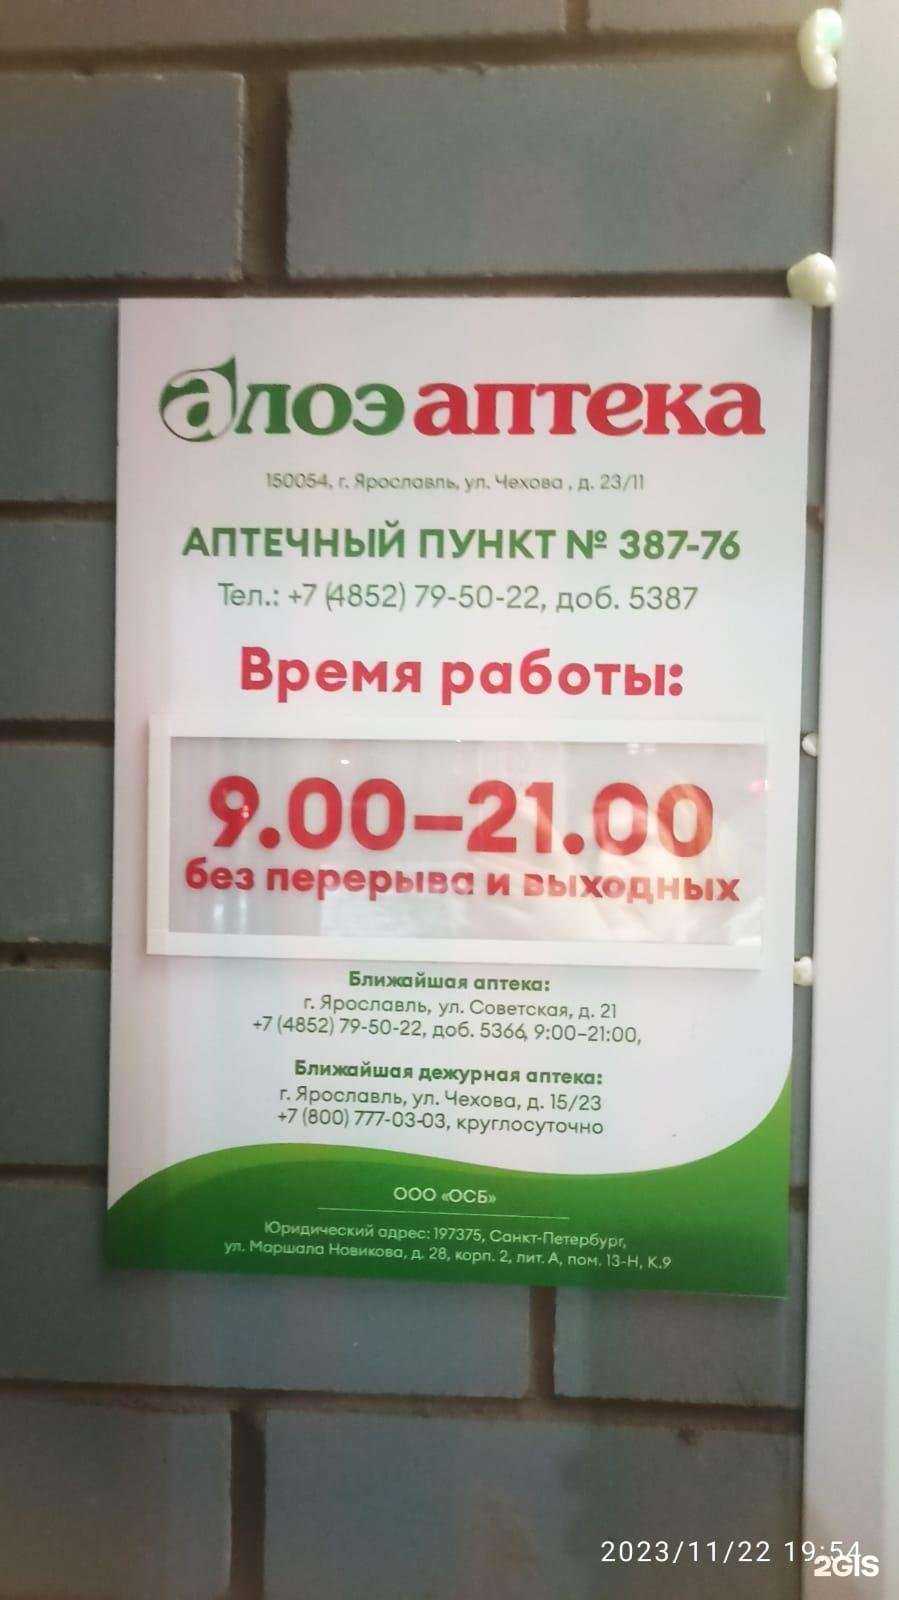 алоэ аптека
150054, г. Ярославль, ул. Чехова , д. 23/11
АПТЕЧНЫЙ ПУНКТ № 387-76
Тел.: +7 (4852) 79-50-22, доб. 5387
Время работы:
9.00–21.00
без перерыва и выходных
Ближайшая аптека:
г. Ярославль, ул. Советская, д. 21
+7 (4852) 79-50-22, доб. 5366, 9:00–21:00,
Ближайшая дежурная аптека:
г. Ярославль, ул. Чехова, д. 15/23
+7 (800) 777-03-03, круглосуточно
ООО «ОСБ»
Юридический адрес: 197375, Санкт-Петербург,
ул. Маршала Новикова, д. 28, корп. 2, лит. А, пом. 13-Н, К.9
2023/11/22 19:54
2GIS